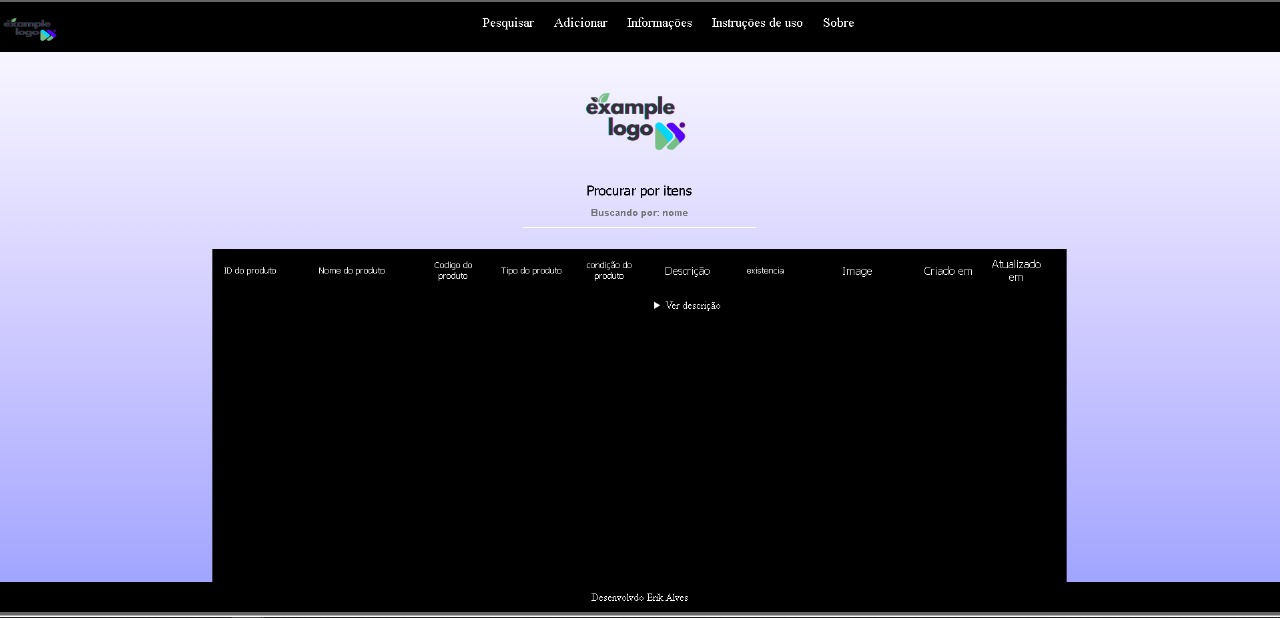 example
logo
Pesquisar Adicionar Informações Instruções de uso Sobre
example
logo
Procurar por itens
Buscando por: nome
ID do produto Nome do produto Codigo do produto Tipo do produto condição do produto Descrição existencia Image Criado em Atualizado em
Ver descrição
Desenvolvdo Erik Alves